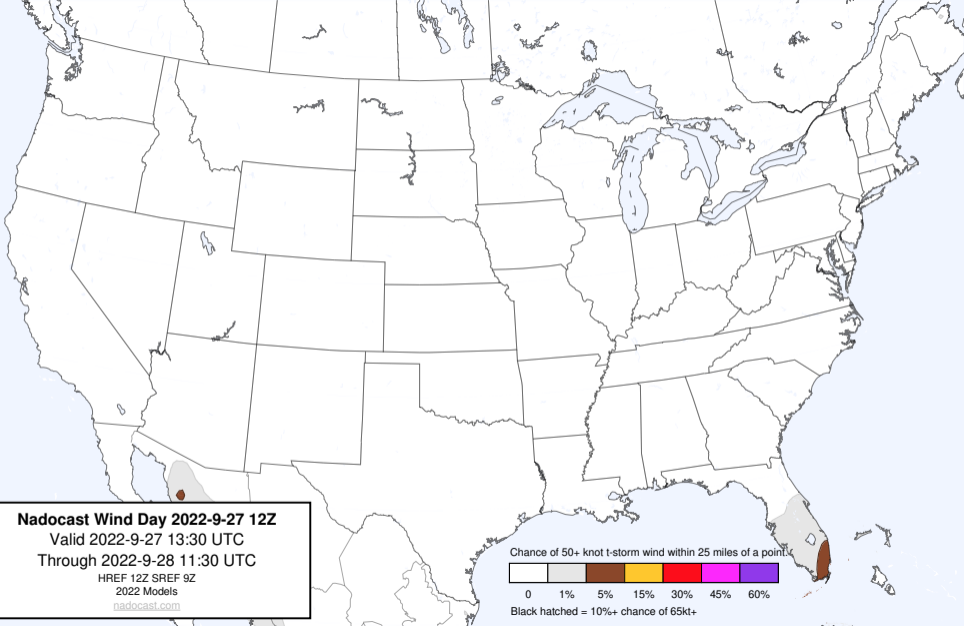 Nadocast Wind Day 2022-9-27 12Z
Valid 2022-9-27 13:30 UTC
Through 2022-9-28 11:30 UTC
HREF 12Z SREF 9Z
2022 Models
nadocast.com
Chance of 50+ knot t-storm wind within 25 miles of a point.
0 1% 5% 15% 30% 45% 60%
Black hatched = 10%+ chance of 65kt+